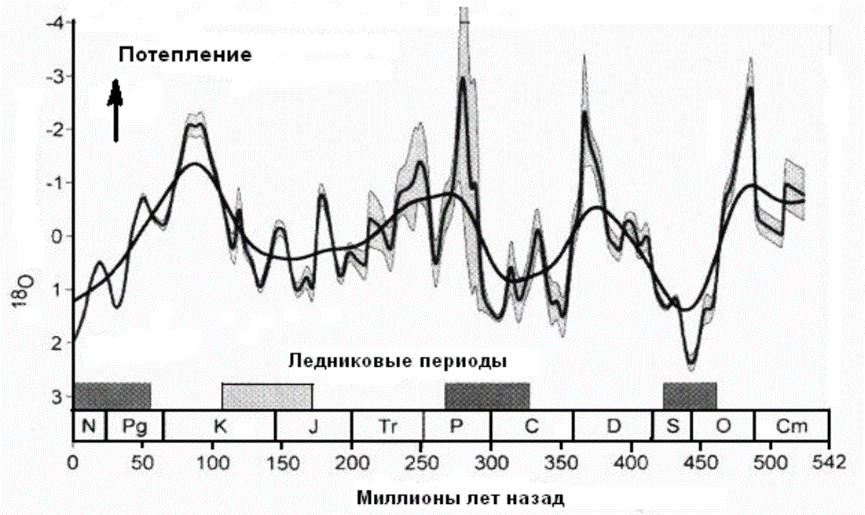 -4
Потепление
-3
-2
-1
0
1
2
3
18O
Ледниковые периоды
N Pg K J Tr P C D S O Cm
0 50 100 150 200 250 300 350 400 450 500 542
Миллионы лет назад